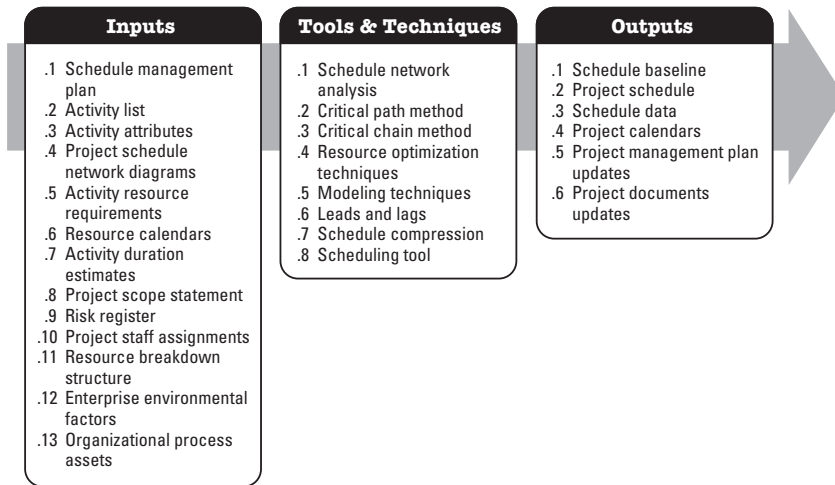 Inputs
.1 Schedule management
plan
.2 Activity list
.3 Activity attributes
.4 Project schedule
network diagrams
.5 Activity resource
requirements
.6 Resource calendars
.7 Activity duration
estimates
.8 Project scope statement
.9 Risk register
.10 Project staff assignments
.11 Resource breakdown
structure
.12 Enterprise environmental
factors
.13 Organizational process
assets
Tools & Techniques
.1 Schedule network
analysis
.2 Critical path method
.3 Critical chain method
.4 Resource optimization
techniques
.5 Modeling techniques
.6 Leads and lags
.7 Schedule compression
.8 Scheduling tool
Outputs
.1 Schedule baseline
.2 Project schedule
.3 Schedule data
.4 Project calendars
.5 Project management plan
updates
.6 Project documents
updates